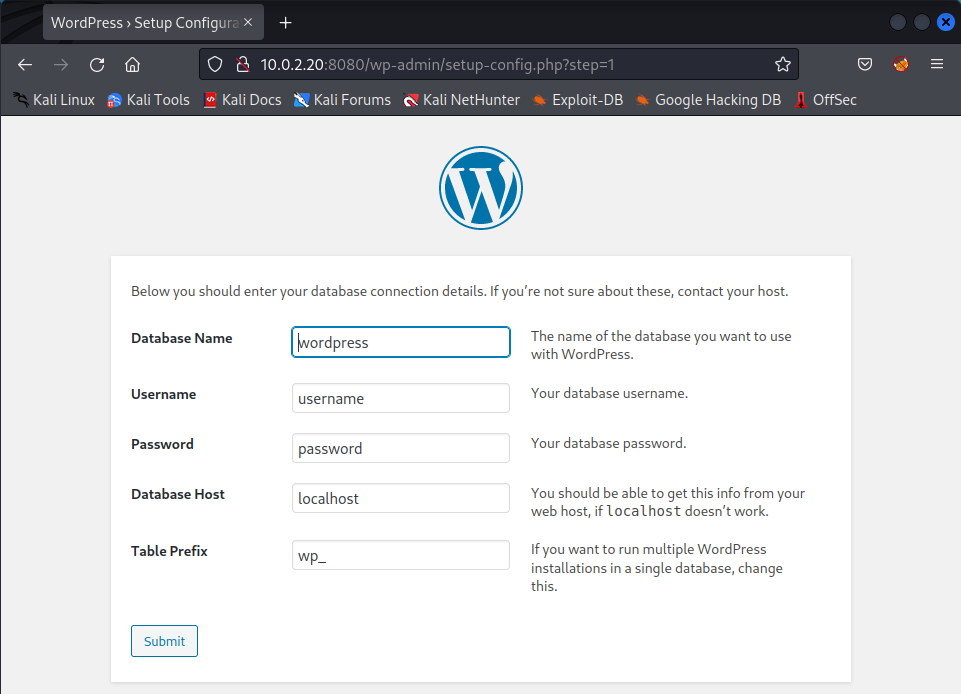 WordPress › Setup Configura
10.0.2.20:8080/wp-admin/setup-config.php?step=1
Kali Linux Kali Tools Kali Docs Kali Forums Kali NetHunter Exploit-DB Google Hacking DB OffSec
Below you should enter your database connection details. If you’re not sure about these, contact your host.
Database Name
wordpress
The name of the database you want to use
with WordPress.
Username
username
Your database username.
Password
password
Your database password.
Database Host
localhost
You should be able to get this info from your
web host, if localhost doesn’t work.
Table Prefix
wp_
If you want to run multiple WordPress
installations in a single database, change
this.
Submit